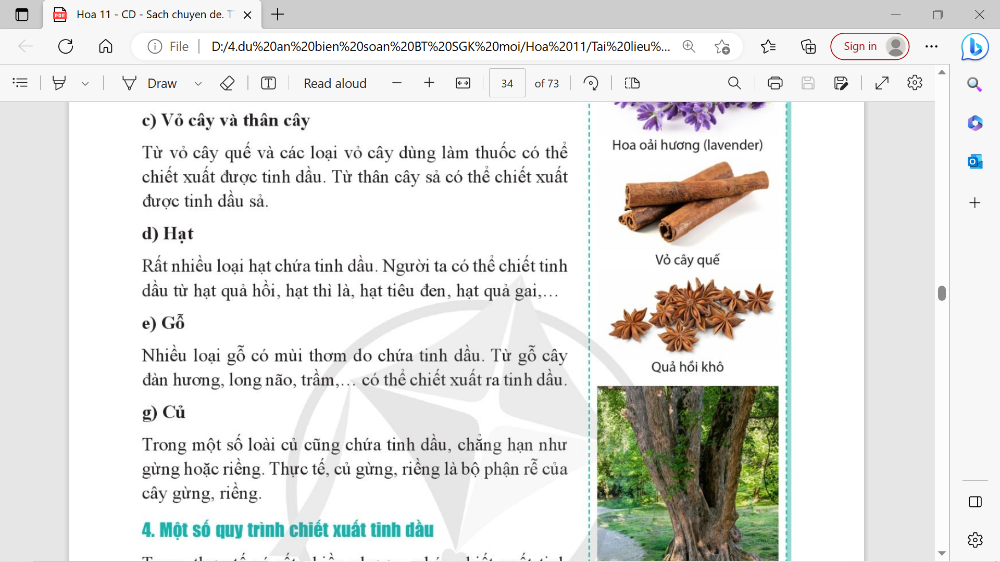 Hoa 11 - CD - Sach chuyen de. T
File
D:/4.du%20an%20bien%20soan%20BT%20SGK%20moi/Hoa%2011/Tai%20lieu%...
Sign in
Draw
Read aloud
34
of 73
c) Vỏ cây và thân cây
Từ vỏ cây quế và các loại vỏ cây dùng làm thuốc có thể
chiết xuất được tinh dầu. Từ thân cây sả có thể chiết xuất
được tinh dầu sả.
d) Hạt
Rất nhiều loại hạt chứa tinh dầu. Người ta có thể chiết tinh
dầu từ hạt quả hồi, hạt thì là, hạt tiêu đen, hạt quả gai,…
e) Gỗ
Nhiều loại gỗ có mùi thơm do chứa tinh dầu. Từ gỗ cây
đàn hương, long não, trầm,… có thể chiết xuất ra tinh dầu.
g) Củ
Trong một số loài củ cũng chứa tinh dầu, chẳng hạn như
gừng hoặc riềng. Thực tế, củ gừng, riềng là bộ phận rễ của
cây gừng, riềng.
4. Một số quy trình chiết xuất tinh dầu
Hoa oải hương (lavender)
Vỏ cây quế
Quả hồi khô